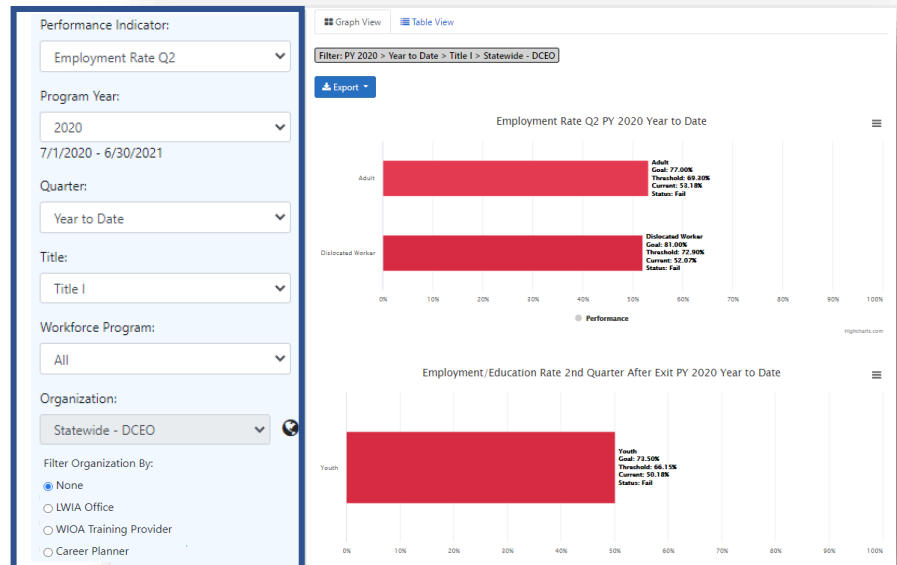 Performance Indicator:
Employment Rate Q2
Program Year:
2020
7/1/2020 - 6/30/2021
Quarter:
Year to Date
Title:
Title I
Workforce Program:
All
Organization:
Statewide - DCEO
Filter Organization By:
None
LWIA Office
WIOA Training Provider
Career Planner
Graph View
Table View
Filter: PY 2020 > Year to Date > Title I > Statewide - DCEO
Export
Employment Rate Q2 PY 2020 Year to Date
Adult
Adult
Goal: 77.00%
Threshold: 69.30%
Current: 53.18%
Status: Fail
Dislocated Worker
Dislocated Worker
Goal: 81.00%
Threshold: 72.90%
Current: 52.07%
Status: Fail
0% 10% 20% 30% 40% 50% 60% 70% 80% 90% 100%
Performance
Highcharts.com
Employment/Education Rate 2nd Quarter After Exit PY 2020 Year to Date
Youth
Youth
Goal: 73.50%
Threshold: 66.15%
Current: 50.18%
Status: Fail
0% 10% 20% 30% 40% 50% 60% 70% 80% 90% 100%